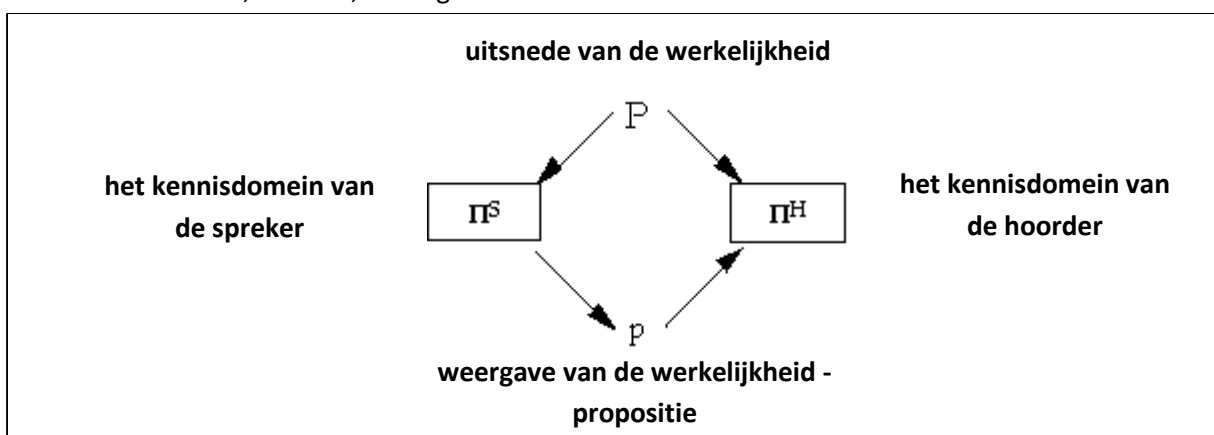 uitsnede van de werkelijkheid
P
het kennisdomein van
de spreker
Π^S
Π^H
het kennisdomein van
de hoorder
p
weergave van de werkelijkheid -
propositie